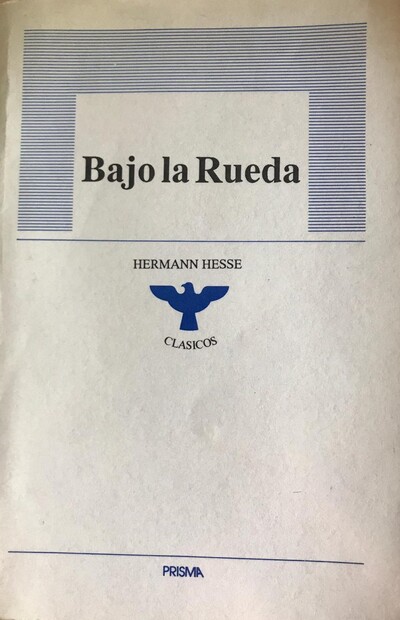 Bajo la Rueda
HERMANN HESSE
CLASICOS
PRISMA